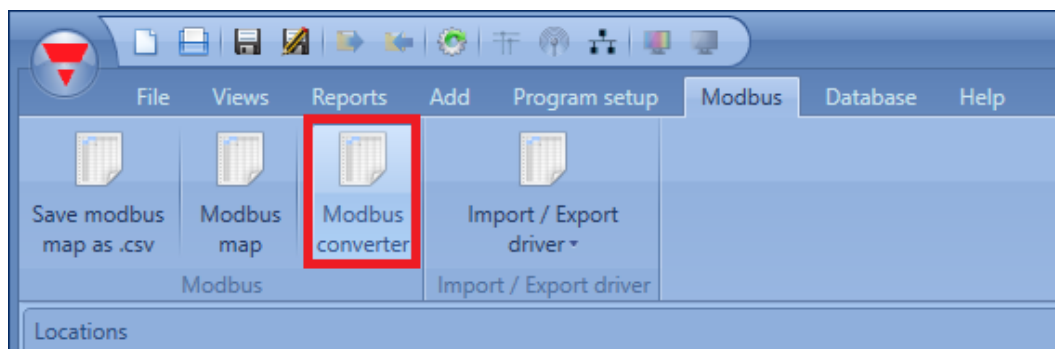 File Views Reports Add Program setup Modbus Database Help
Save modbus map as .csv
Modbus map
Modbus converter
Import / Export driver
Modbus
Import / Export driver
Locations